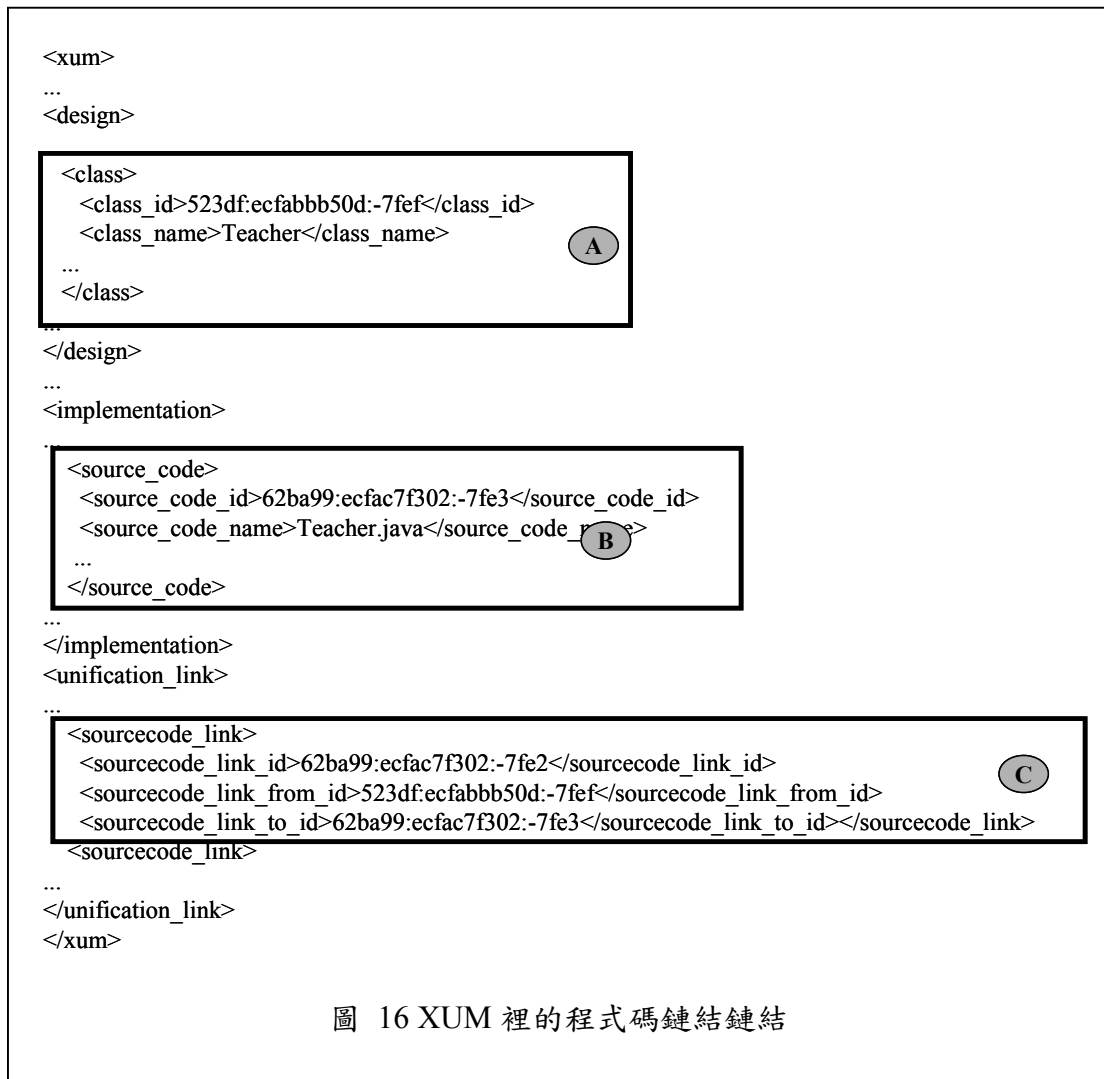 <xum>
...
<design>
<class>
<class_id>523df:ecfabbb50d:-7fef</class_id>
<class_name>Teacher</class_name>
A
...
</class>
...
</design>
...
<implementation>
...
<source_code>
<source_code_id>62ba99:ecfac7f302:-7fe3</source_code_id>
<source_code_name>Teacher.java</source_code_name>
B
...
</source_code>
...
</implementation>
<unification_link>
...
<sourcecode_link>
<sourcecode_link_id>62ba99:ecfac7f302:-7fe2</sourcecode_link_id>
C
<sourcecode_link_from_id>523df:ecfabbb50d:-7fef</sourcecode_link_from_id>
<sourcecode_link_to_id>62ba99:ecfac7f302:-7fe3</sourcecode_link_to_id></sourcecode_link>
<sourcecode_link>
...
</unification_link>
</xum>
圖 16 XUM 裡的程式碼鏈結鏈結